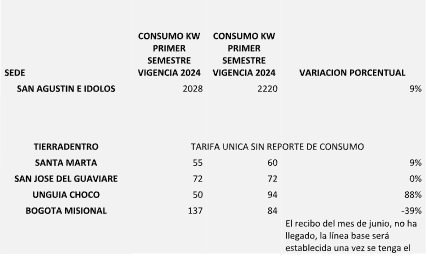 SEDE CONSUMO KW PRIMER SEMESTRE VIGENCIA 2024 CONSUMO KW PRIMER SEMESTRE VIGENCIA 2024 VARIACION PORCENTUAL
SAN AGUSTIN E IDOLOS 2028 2220 9%
TIERRADENTRO TARIFA UNICA SIN REPORTE DE CONSUMO
SANTA MARTA 55 60 9%
SAN JOSE DEL GUAVIARE 72 72 0%
UNGUIA CHOCO 50 94 88%
BOGOTA MISIONAL 137 84 -39%
El recibo del mes de junio, no ha
llegado, la línea base será
establecida una vez se tenga el